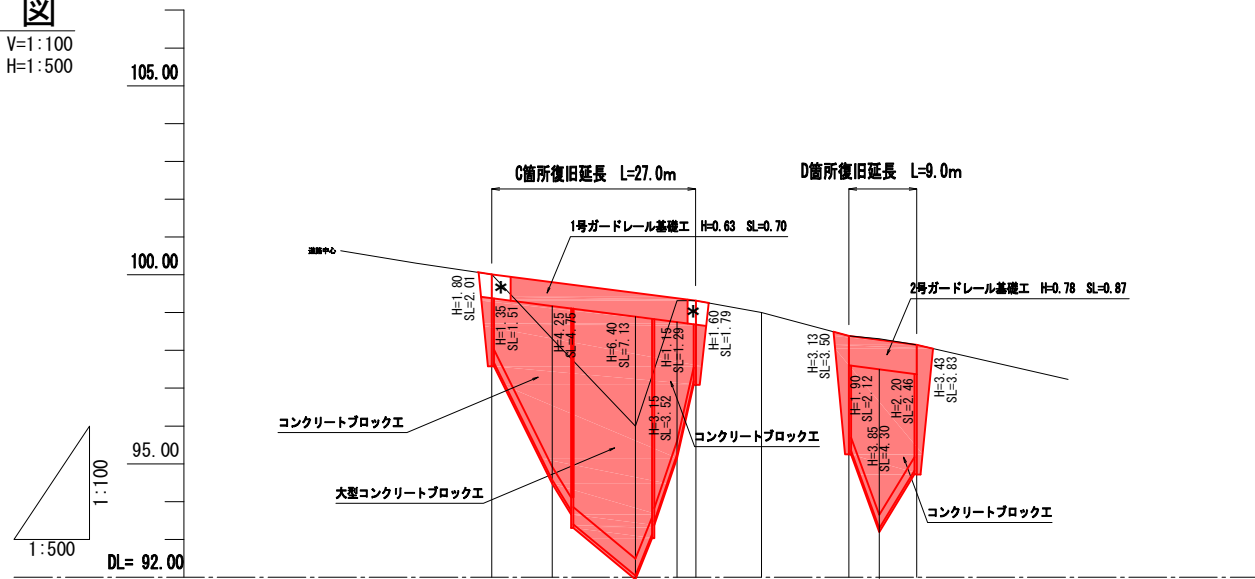 図
V=1:100
H=1:500
105.00
C箇所復旧延長 L=27.0m
D箇所復旧延長 L=9.0m
1号ガードレール基礎工 H=0.63 SL=0.70
道路中心
100.00
2号ガードレール基礎工 H=0.78 SL=0.87
H=1.80
SL=2.01
*
H=1.35
SL=1.51
H=4.25
SL=4.75
H=6.40
SL=7.13
H=1.15
SL=1.29
*
H=1.60
SL=1.79
H=3.15
SL=3.52
H=3.13
SL=3.50
H=1.90
SL=2.12
H=3.85
SL=4.30
H=2.20
SL=2.46
H=3.43
SL=3.83
コンクリートブロック工
コンクリートブロック工
95.00
大型コンクリートブロック工
コンクリートブロック工
1:100
1:500
DL= 92.00